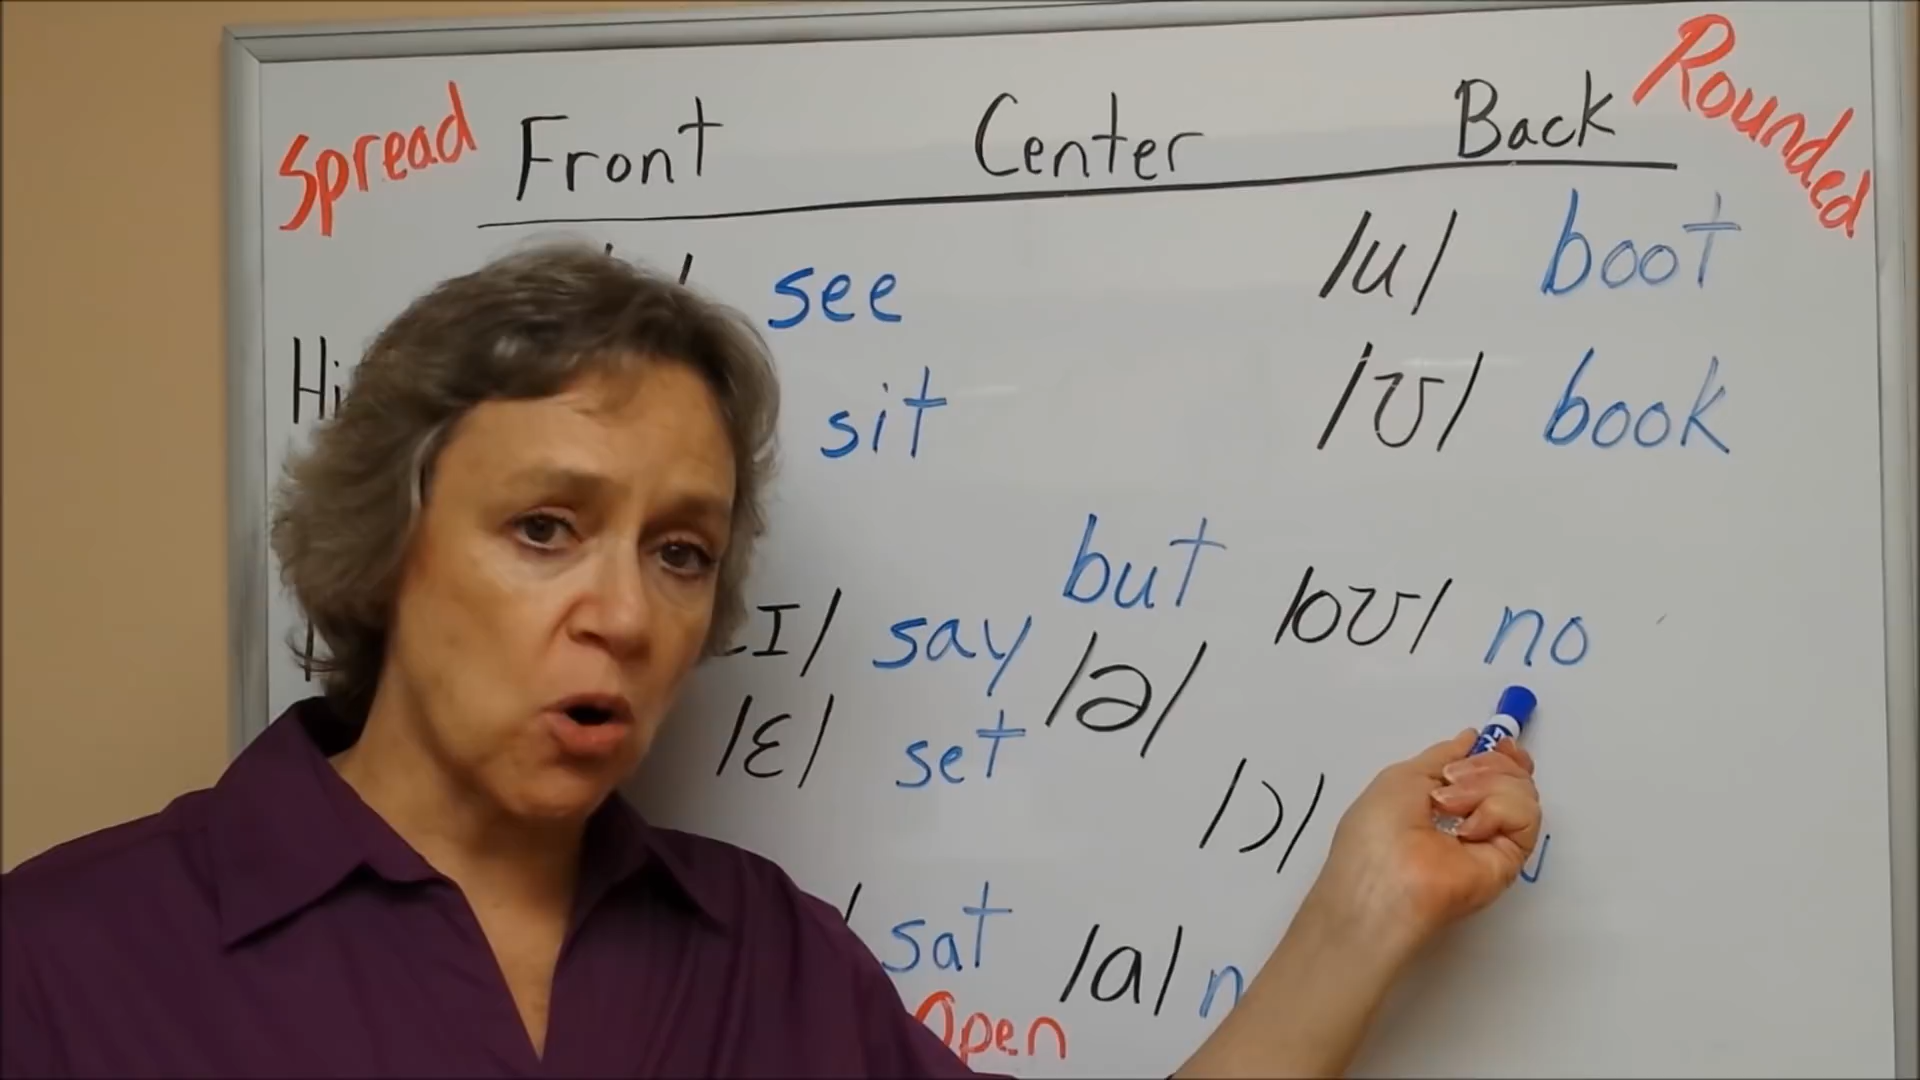 Spread Front Center Back Rounded
see /u/ boot
sit /ʊ/ book
but
ɪ/ say /oʊ/ no
/ə/
/ɛ/ set
/ɔ/
sat /a/
Open